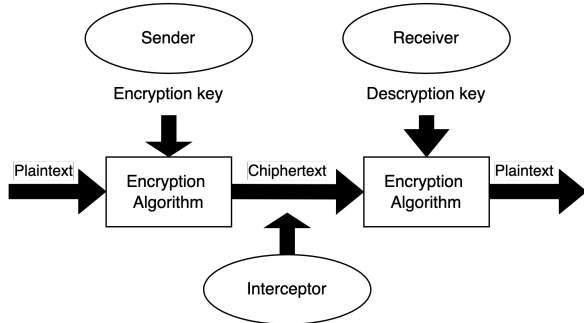 Sender
Receiver
Encryption key
Descryption key
Plaintext
Chiphertext
Plaintext
Encryption
Algorithm
Encryption
Algorithm
Interceptor